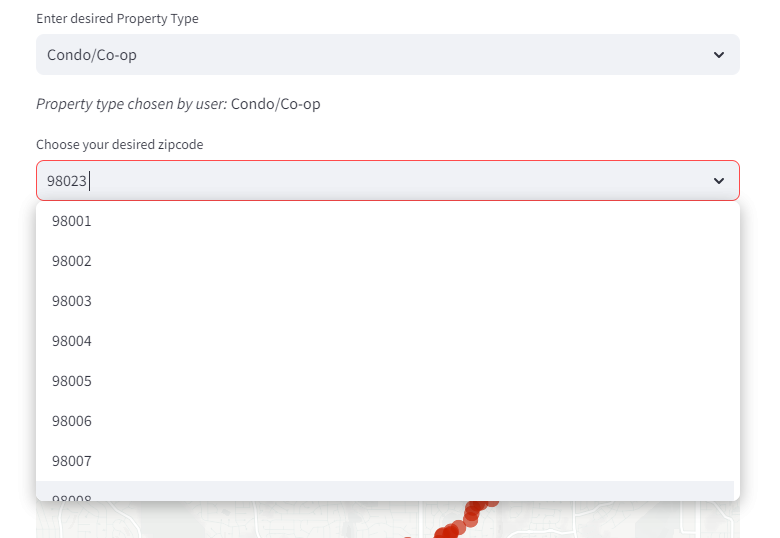 Enter desired Property Type
Condo/Co-op
Property type chosen by user: Condo/Co-op
Choose your desired zipcode
98023
98001
98002
98003
98004
98005
98006
98007
98008